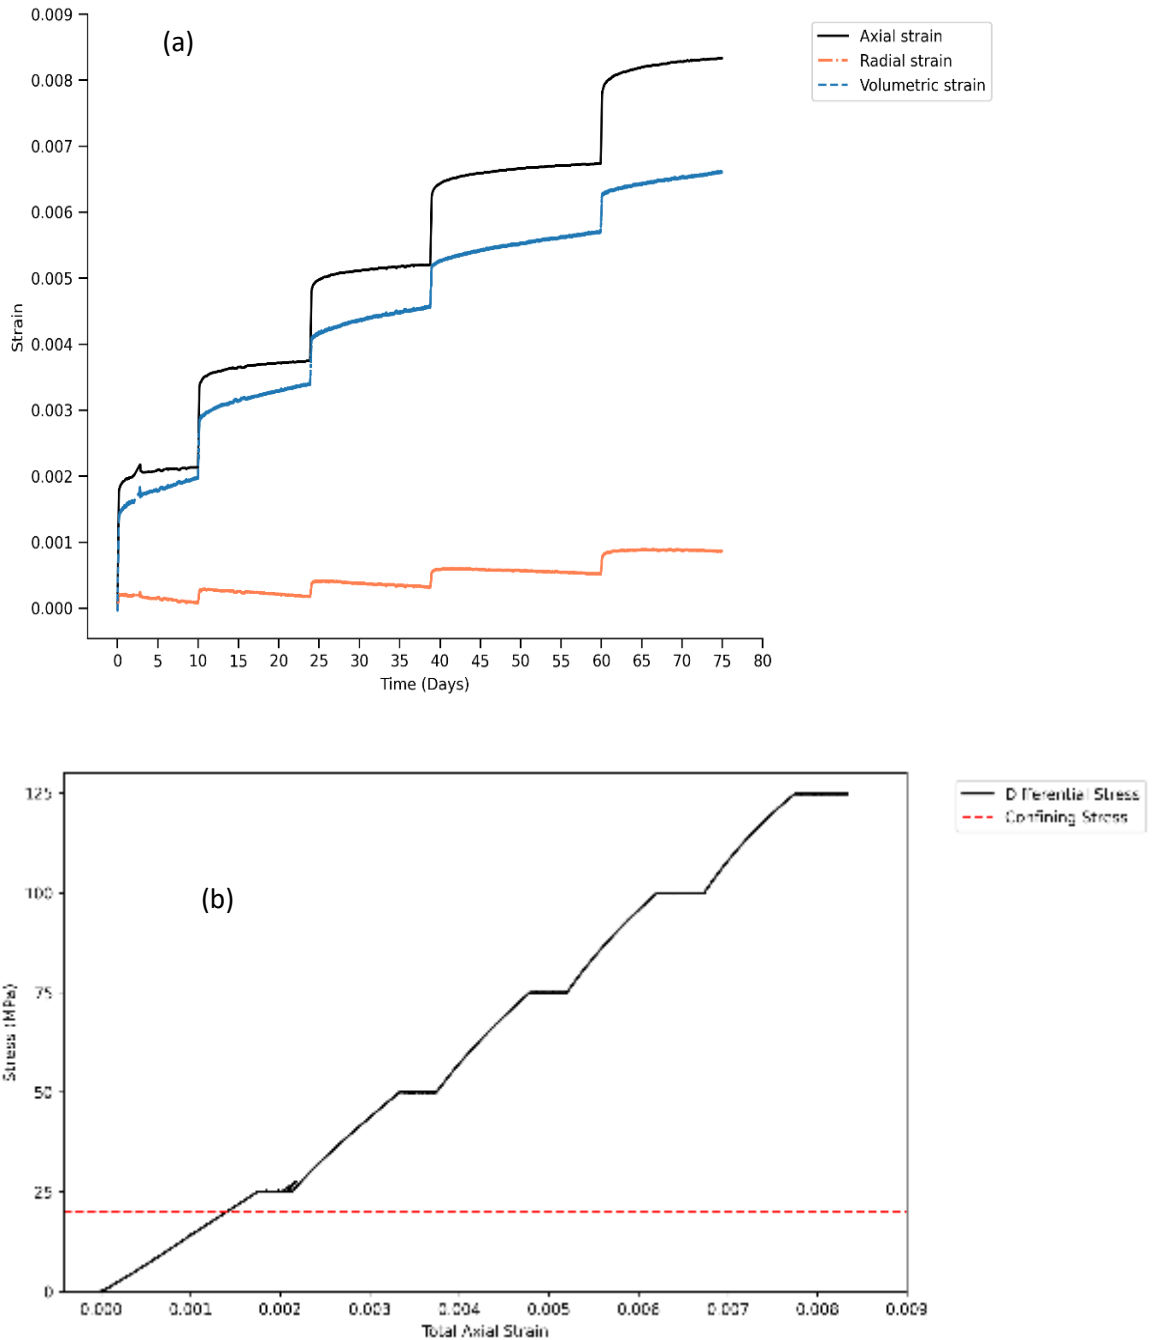 (a)
Axial strain
Radial strain
Volumetric strain
0.009
0.008
0.007
0.006
0.005
0.004
0.003
0.002
0.001
0.000
Strain
0 5 10 15 20 25 30 35 40 45 50 55 60 65 70 75 80
Time (Days)
(b)
Differential Stress
Confining Stress
125
100
75
50
25
0
Stress (MPa)
0.000 0.001 0.002 0.003 0.004 0.005 0.006 0.007 0.008 0.009
Total Axial Strain